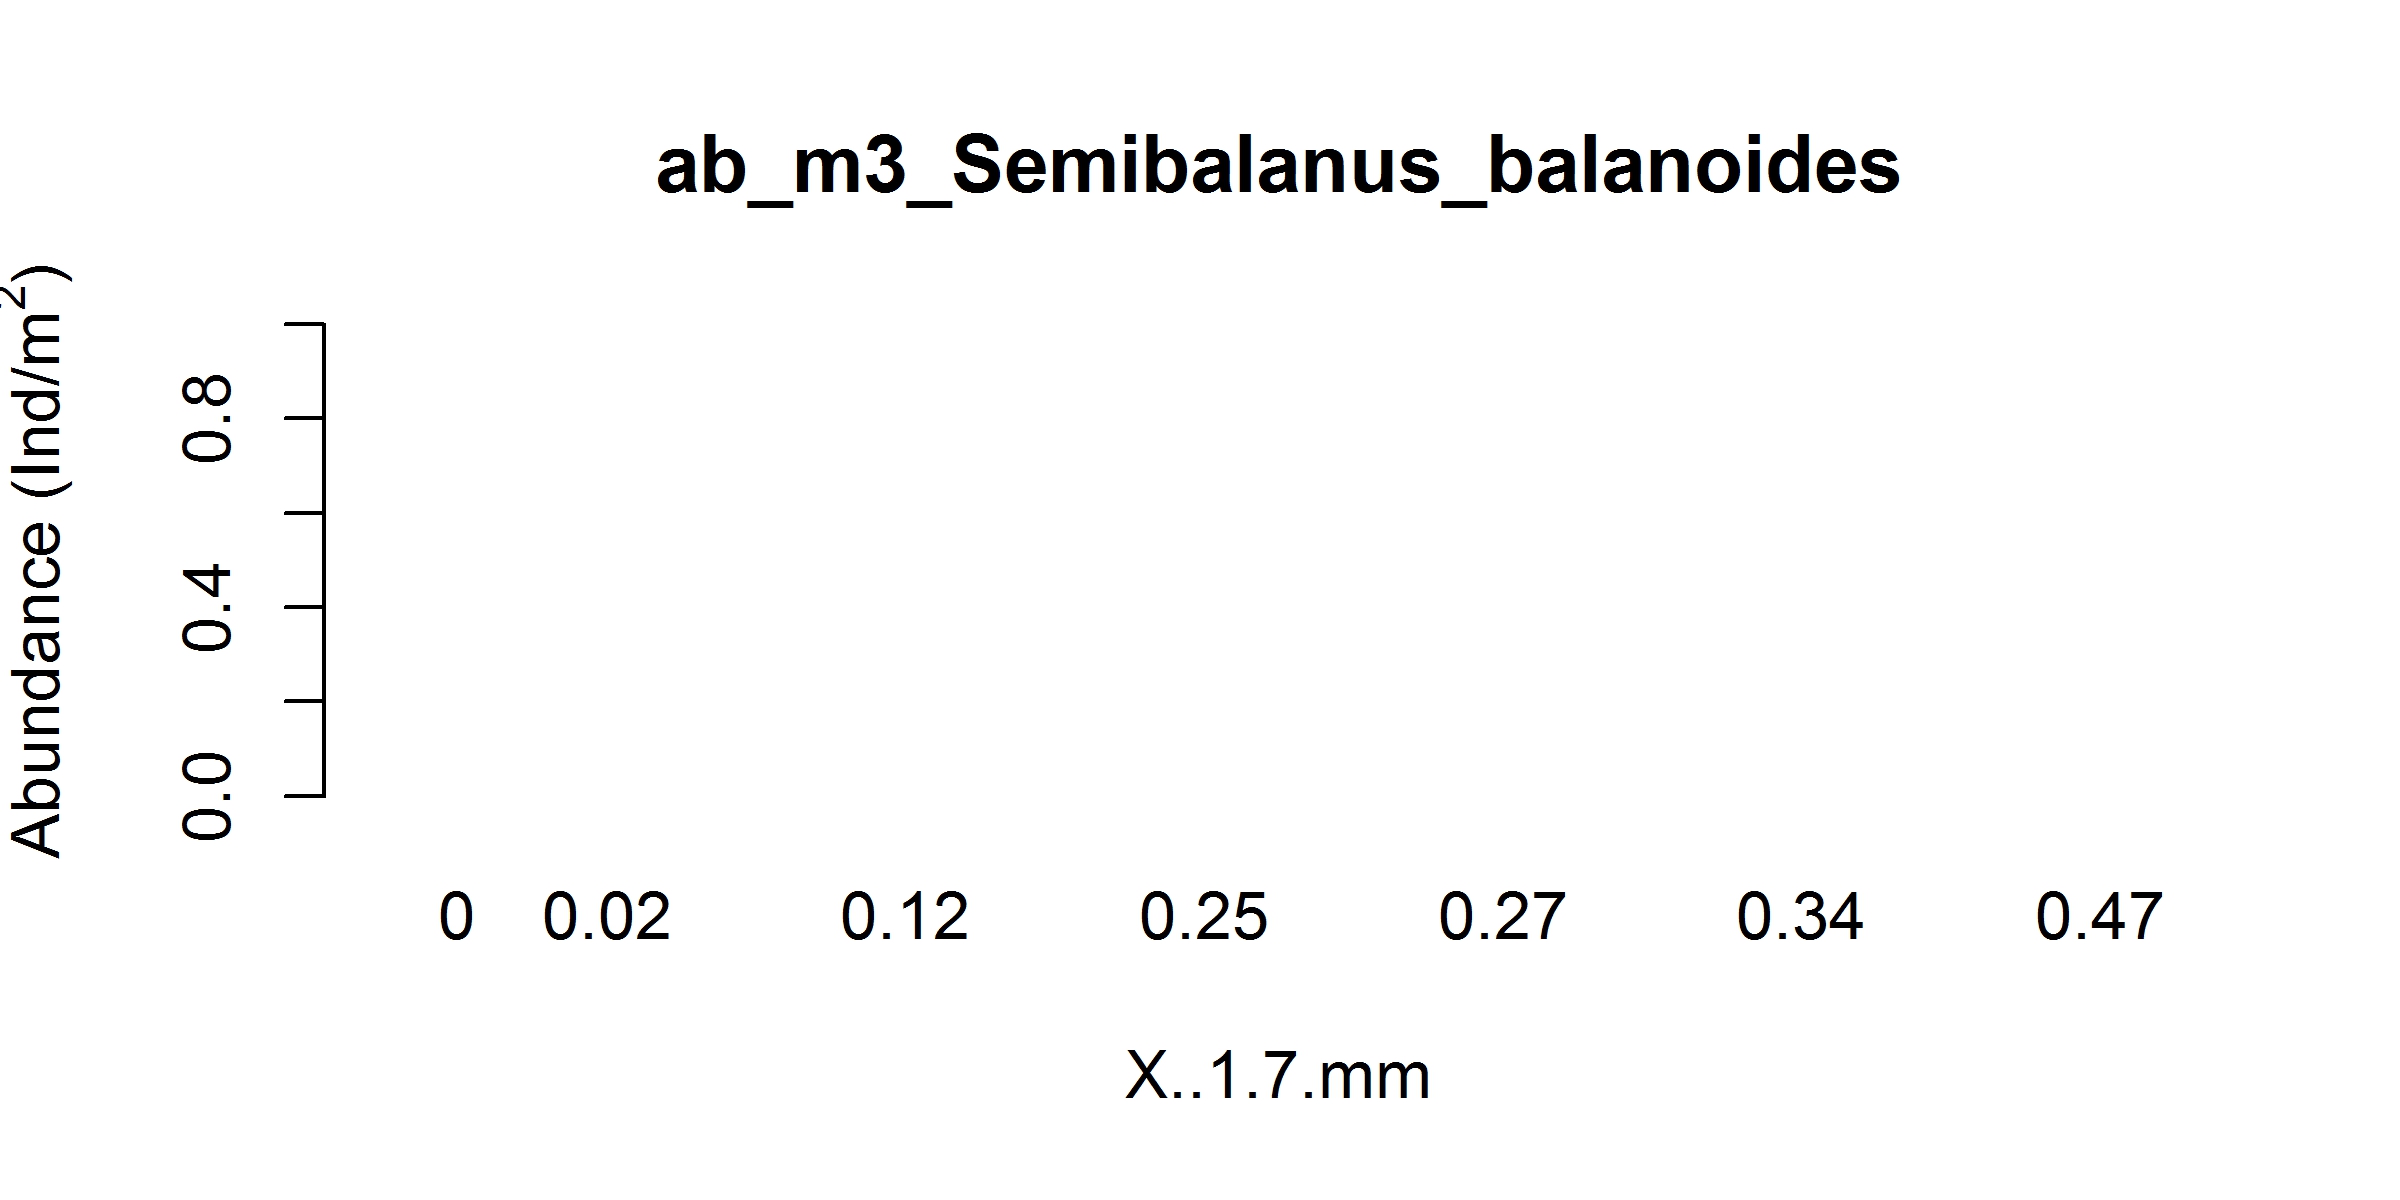 ab_m3_Semibalanus_balanoides
Abundance (Ind/m²)
0.8
0.4
0.0
0 0.02 0.12 0.25 0.27 0.34 0.47
X..1.7.mm